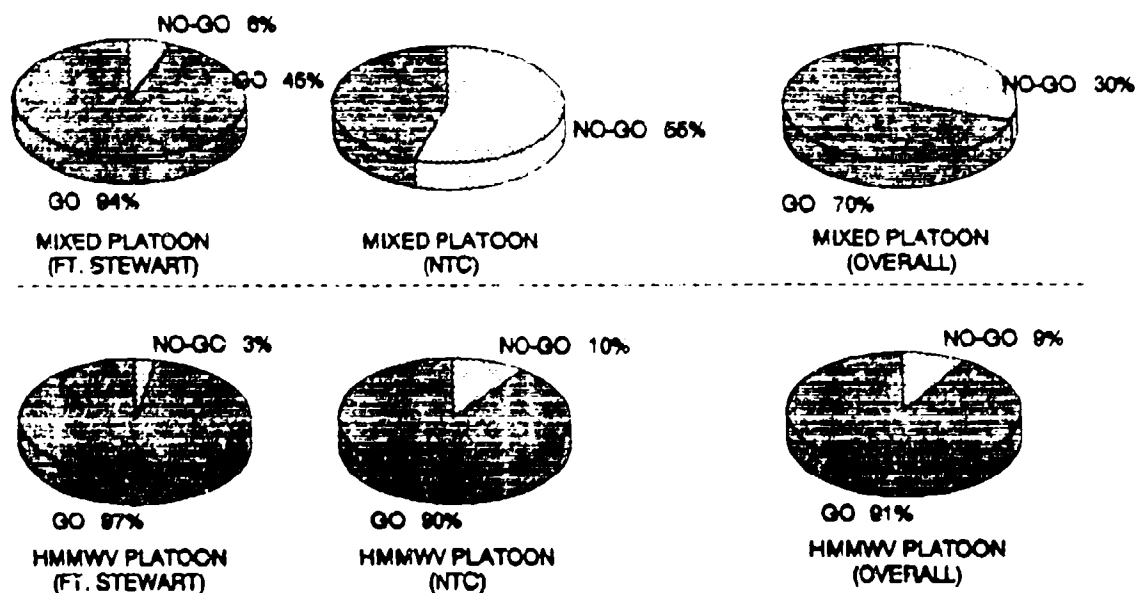 NO-GO 6%
GO 45%
NO-GO 55%
NO-GO 30%
GO 94%
GO 70%
MIXED PLATOON
(FT. STEWART)
MIXED PLATOON
(NTC)
MIXED PLATOON
(OVERALL)
NO-GO 3%
NO-GO 10%
NO-GO 9%
GO 97%
GO 90%
GO 91%
HMMWV PLATOON
(FT. STEWART)
HMMWV PLATOON
(NTC)
HMMWV PLATOON
(OVERALL)